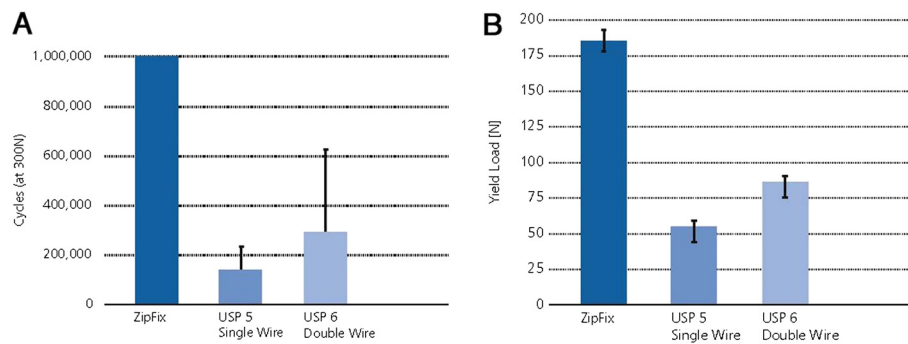 A
1,000,000
800,000
600,000
400,000
200,000
0
Cycles (at 300N)
ZipFix
USP 5
Single Wire
USP 6
Double Wire
B
200
175
150
125
100
75
50
25
0
Yield Load [N]
ZipFix
USP 5
Single Wire
USP 6
Double Wire